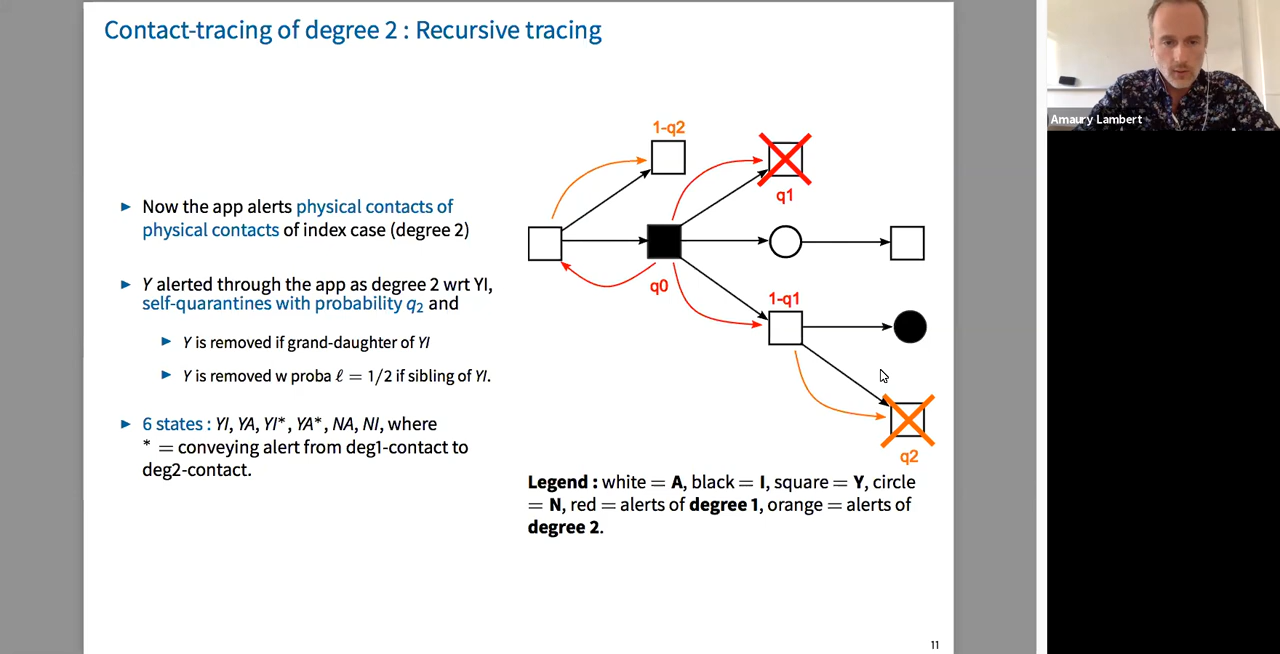 Contact-tracing of degree 2 : Recursive tracing
Amaury Lambert
1-q2
q1
Now the app alerts physical contacts of
physical contacts of index case (degree 2)
Y alerted through the app as degree 2 wrt YI,
self-quarantines with probability q2 and
q0
1-q1
Y is removed if grand-daughter of YI
Y is removed w proba ℓ = 1/2 if sibling of YI.
6 states : YI, YA, YI*, YA*, NA, NI, where
* = conveying alert from deg1-contact to
deg2-contact.
q2
Legend : white = A, black = I, square = Y, circle
= N, red = alerts of degree 1, orange = alerts of
degree 2.
11